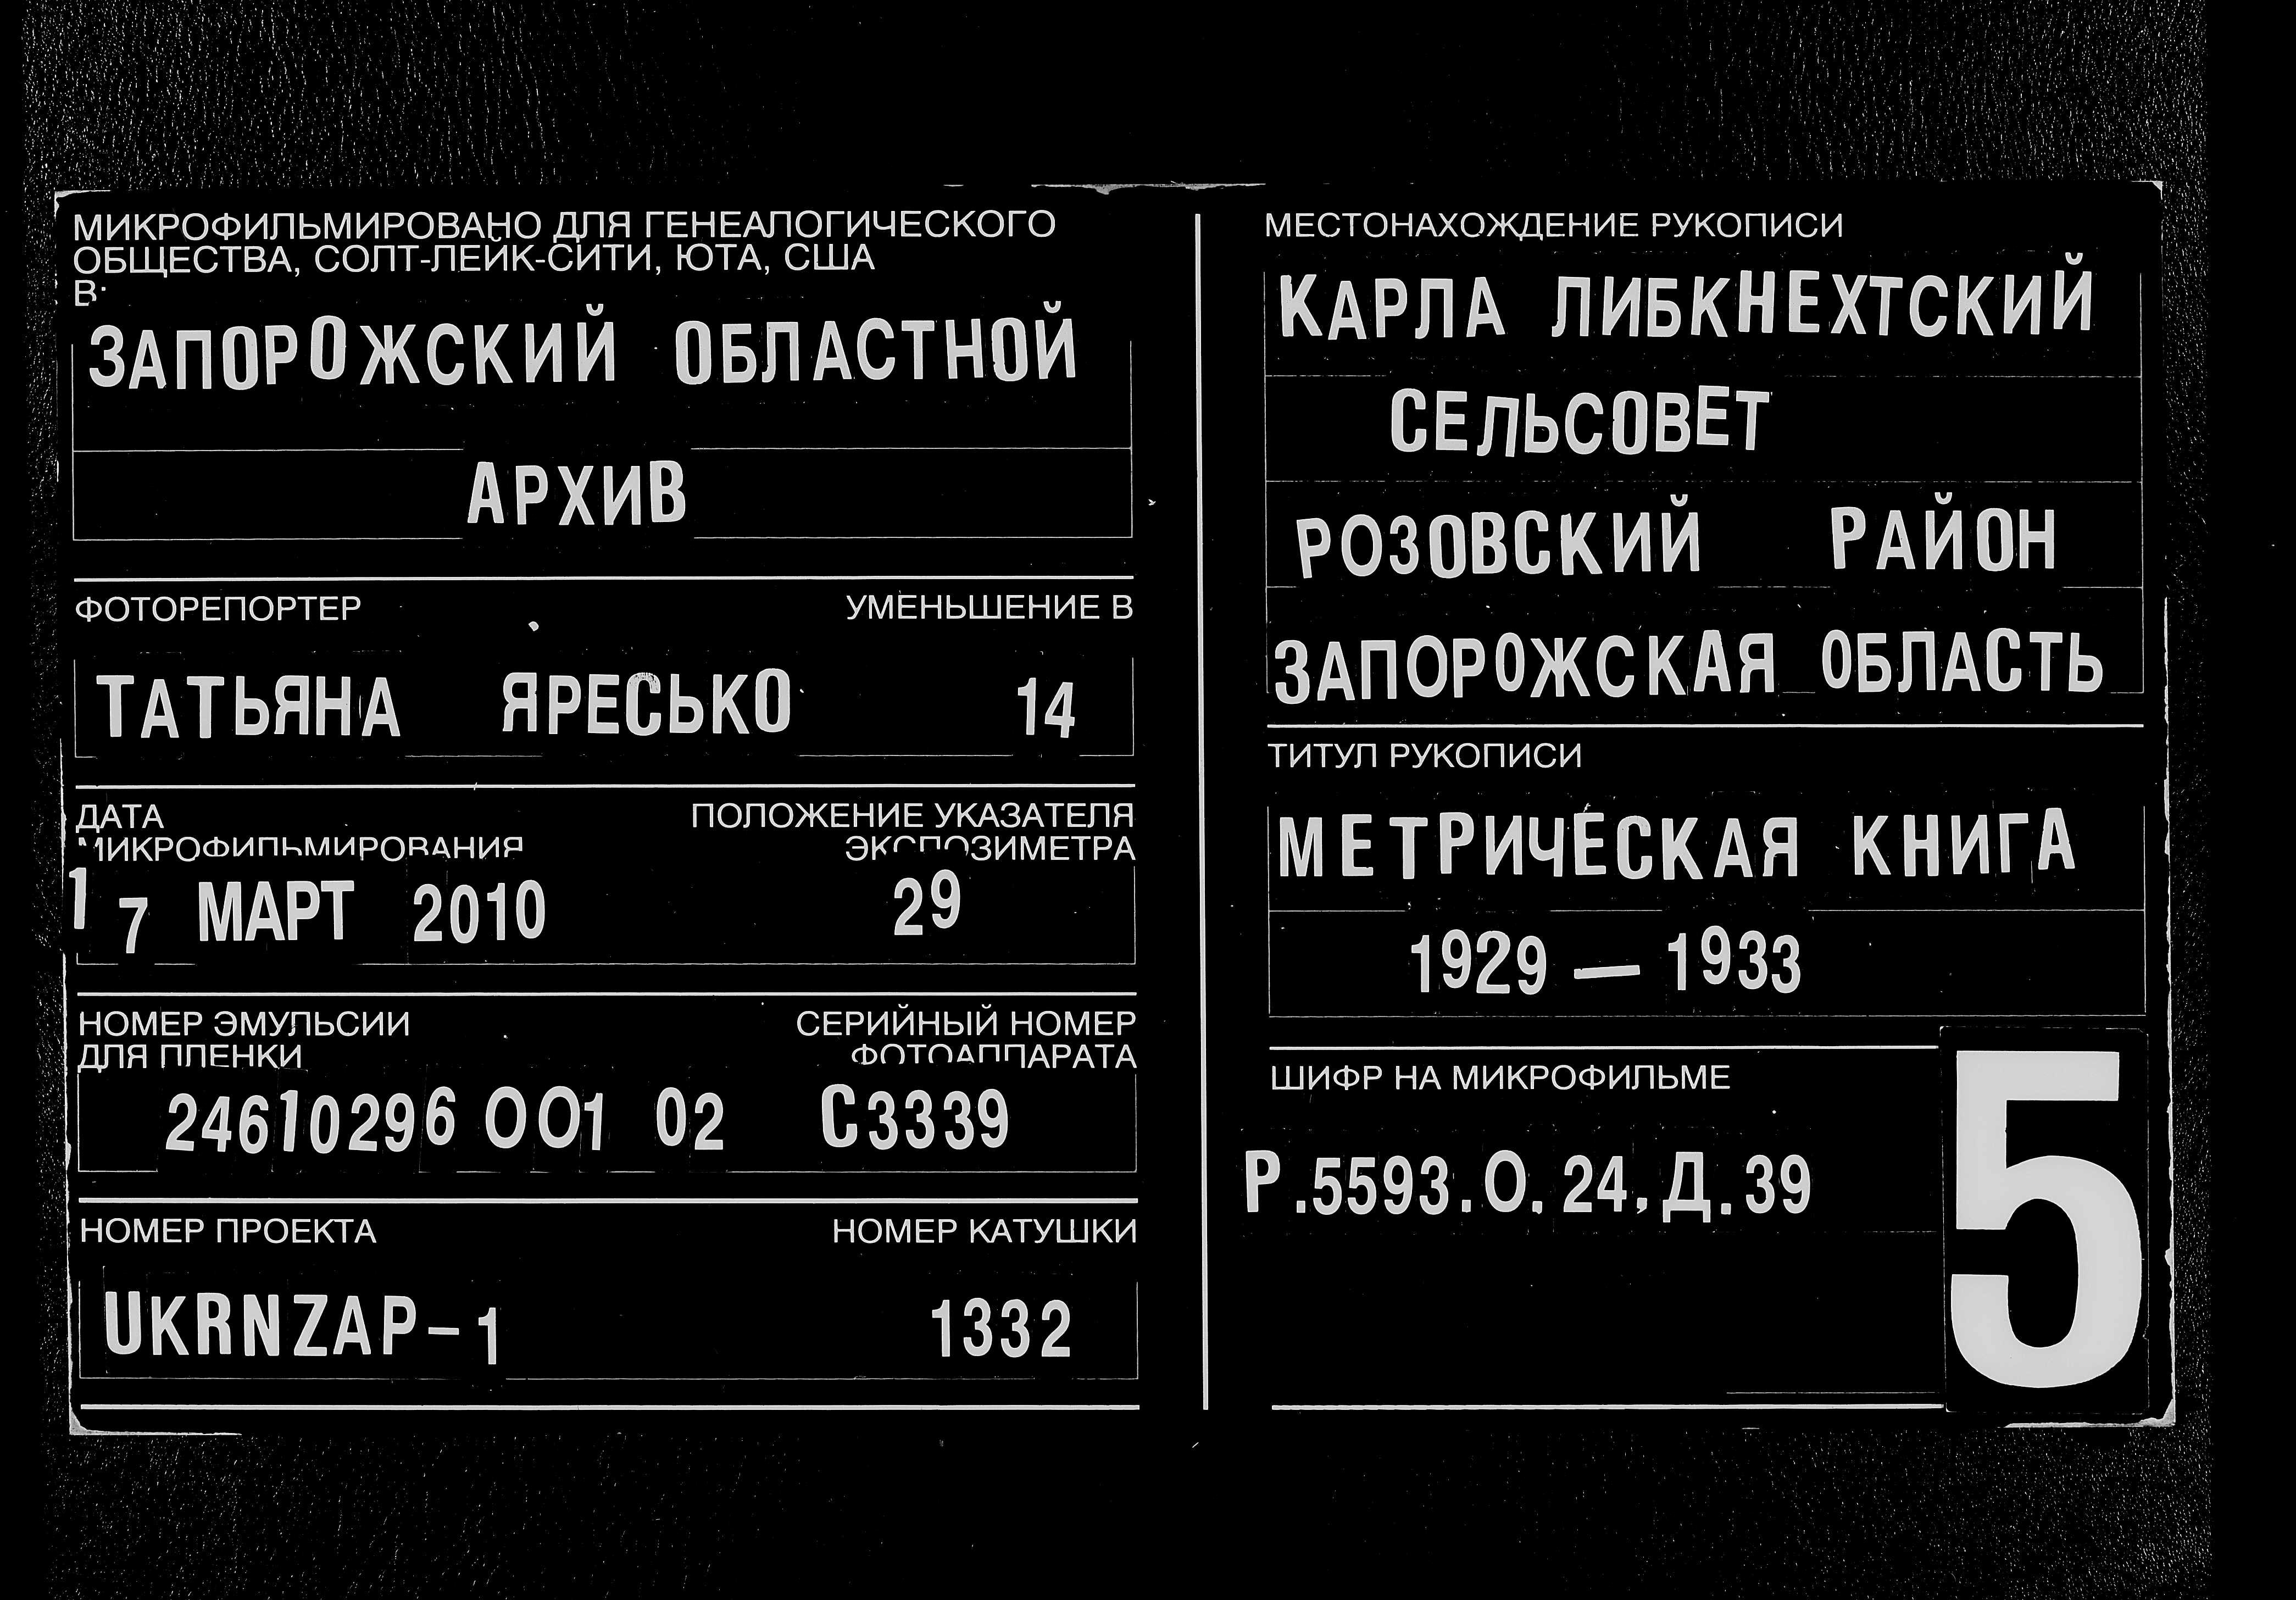 МИКРОФИЛЬМИРОВАНО ДЛЯ ГЕНЕАЛОГИЧЕСКОГО
ОБЩЕСТВА, СОЛТ-ЛЕЙК-СИТИ, ЮТА, США
В:
ЗАПОРОЖСКИЙ ОБЛАСТНОЙ
АРХИВ
ФОТОРЕПОРТЕР УМЕНЬШЕНИЕ В
ТАТЬЯНА ЯРЕСЬКО 14
ДАТА ПОЛОЖЕНИЕ УКАЗАТЕЛЯ
МИКРОФИЛЬМИРОВАНИЯ ЭКСПОЗИМЕТРА
17 МАРТ 2010 29
НОМЕР ЭМУЛЬСИИ СЕРИЙНЫЙ НОМЕР
ДЛЯ ПЛЕНКИ ФОТОАППАРАТА
24610296 001 02 С3339
НОМЕР ПРОЕКТА НОМЕР КАТУШКИ
UKRNZAP-1 1332
МЕСТОНАХОЖДЕНИЕ РУКОПИСИ
КАРЛА ЛИБКНЕХТСКИЙ
СЕЛЬСОВЕТ
РОЗОВСКИЙ РАЙОН
ЗАПОРОЖСКАЯ ОБЛАСТЬ
ТИТУЛ РУКОПИСИ
МЕТРИЧЕСКАЯ КНИГА
1929 — 1933
ШИФР НА МИКРОФИЛЬМЕ
Р.5593.О.24.Д.39
5